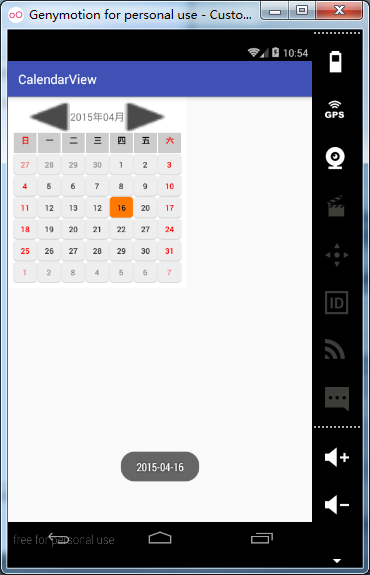 Genymotion for personal use - Custo...
10:54
CalendarView
2015年04月
日 一 二 三 四 五 六
27 28 29 30 1 2 3
4 5 6 7 8 9 10
11 12 13 12 16 20 17
18 19 20 21 22 27 24
25 26 27 28 29 30 31
1 2 3 4 5 6 7
2015-04-16
free for personal use
GPS
ID